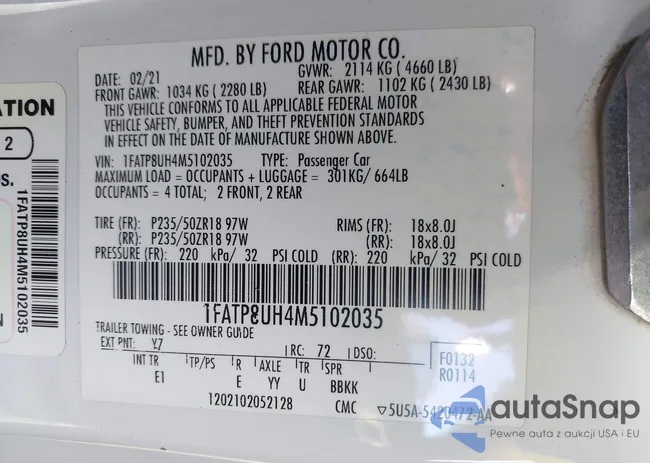 MFD. BY FORD MOTOR CO.
DATE: 02/21 GVWR: 2114 KG ( 4660 LB)
FRONT GAWR: 1034 KG ( 2280 LB) REAR GAWR: 1102 KG ( 2430 LB)
THIS VEHICLE CONFORMS TO ALL APPLICABLE FEDERAL MOTOR
VEHICLE SAFETY, BUMPER, AND THEFT PREVENTION STANDARDS
IN EFFECT ON THE DATE OF MANUFACTURE SHOWN ABOVE.
VIN: 1FATP8UH4M5102035 TYPE: Passenger Car
MAXIMUM LOAD = OCCUPANTS + LUGGAGE = 301KG/ 664LB
OCCUPANTS = 4 TOTAL; 2 FRONT, 2 REAR
TIRE (FR): P235/50ZR18 97W RIMS (FR): 18x8.0J
(RR): P235/50ZR18 97W (RR): 18x8.0J
PRESSURE (FR): 220 kPa/ 32 PSI COLD (RR): 220 kPa/ 32 PSI COLD
1FATP8UH4M5102035
TRAILER TOWING - SEE OWNER GUIDE
EXT PNT: YZ RC: 72 DSO:
INT TR TP/PS R AXLE TR SPR
E1 E YY U BBKK
F0132
R0114
1202102052128 CMC ▽5U5A-5420472-AA
ATION
2
OS.
1FATP8UH4M5102035
N
autaSnap
Pewne auta z aukcji USA i EU